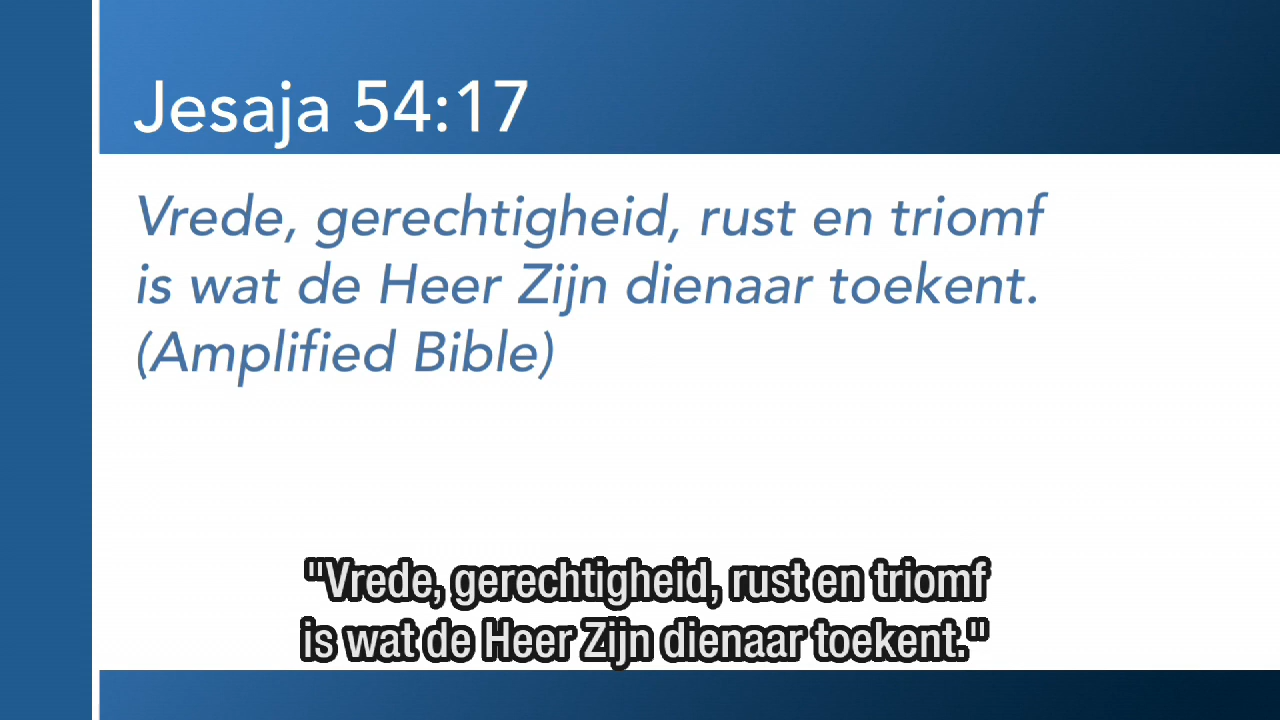 Jesaja 54:17
Vrede, gerechtigheid, rust en triomf
is wat de Heer Zijn dienaar toekent.
(Amplified Bible)
"Vrede, gerechtigheid, rust en triomf
is wat de Heer Zijn dienaar toekent."